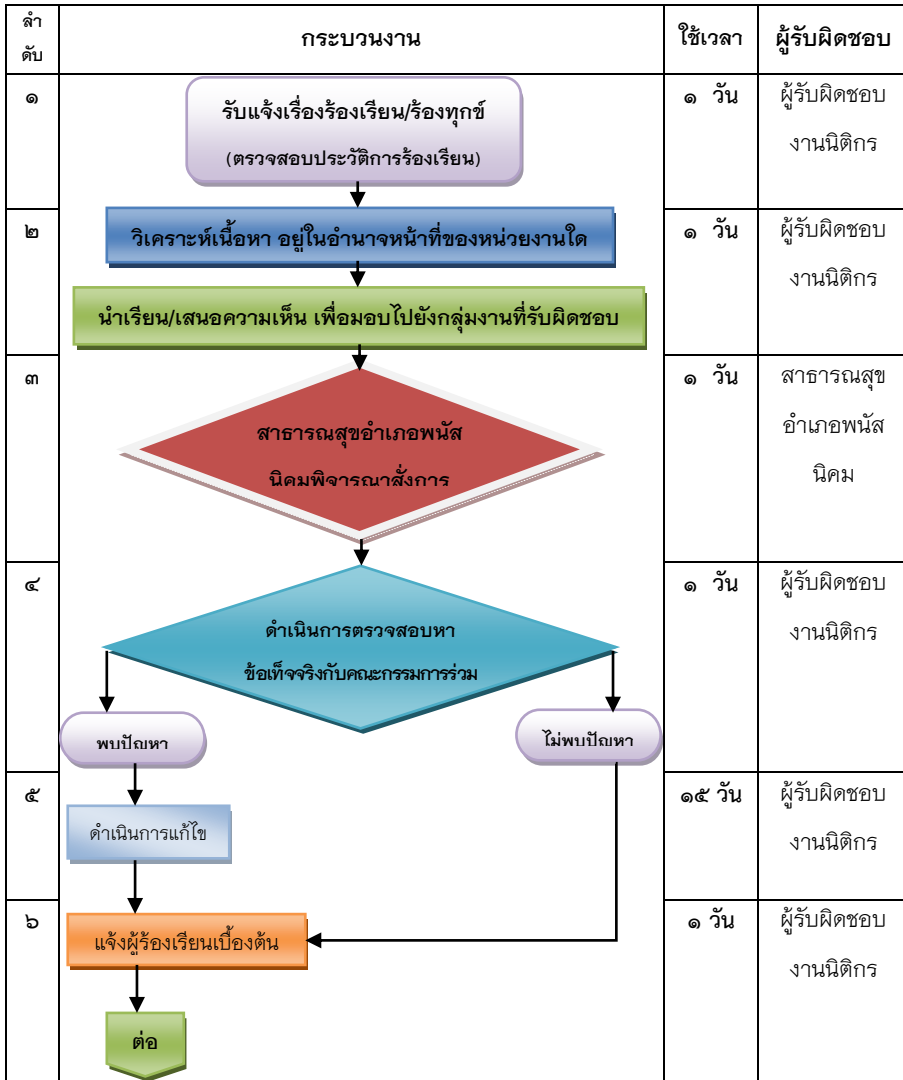 ลำ
ดับ
กระบวนงาน
ใช้เวลา
ผู้รับผิดชอบ
๑
รับแจ้งเรื่องร้องเรียน/ร้องทุกข์
(ตรวจสอบประวัติการร้องเรียน)
๑ วัน
ผู้รับผิดชอบ
งานนิติกร
๒
วิเคราะห์เนื้อหา อยู่ในอำนาจหน้าที่ของหน่วยงานใด
นำเรียน/เสนอความเห็น เพื่อมอบไปยังกลุ่มงานที่รับผิดชอบ
๑ วัน
ผู้รับผิดชอบ
งานนิติกร
๓
สาธารณสุขอำเภอพนัส
นิคมพิจารณาสั่งการ
๑ วัน
สาธารณสุข
อำเภอพนัส
นิคม
๔
ดำเนินการตรวจสอบหา
ข้อเท็จจริงกับคณะกรรมการร่วม
พบปัญหา
ไม่พบปัญหา
๑ วัน
ผู้รับผิดชอบ
งานนิติกร
๕
ดำเนินการแก้ไข
๑๕ วัน
ผู้รับผิดชอบ
งานนิติกร
๖
แจ้งผู้ร้องเรียนเบื้องต้น
ต่อ
๑ วัน
ผู้รับผิดชอบ
งานนิติกร